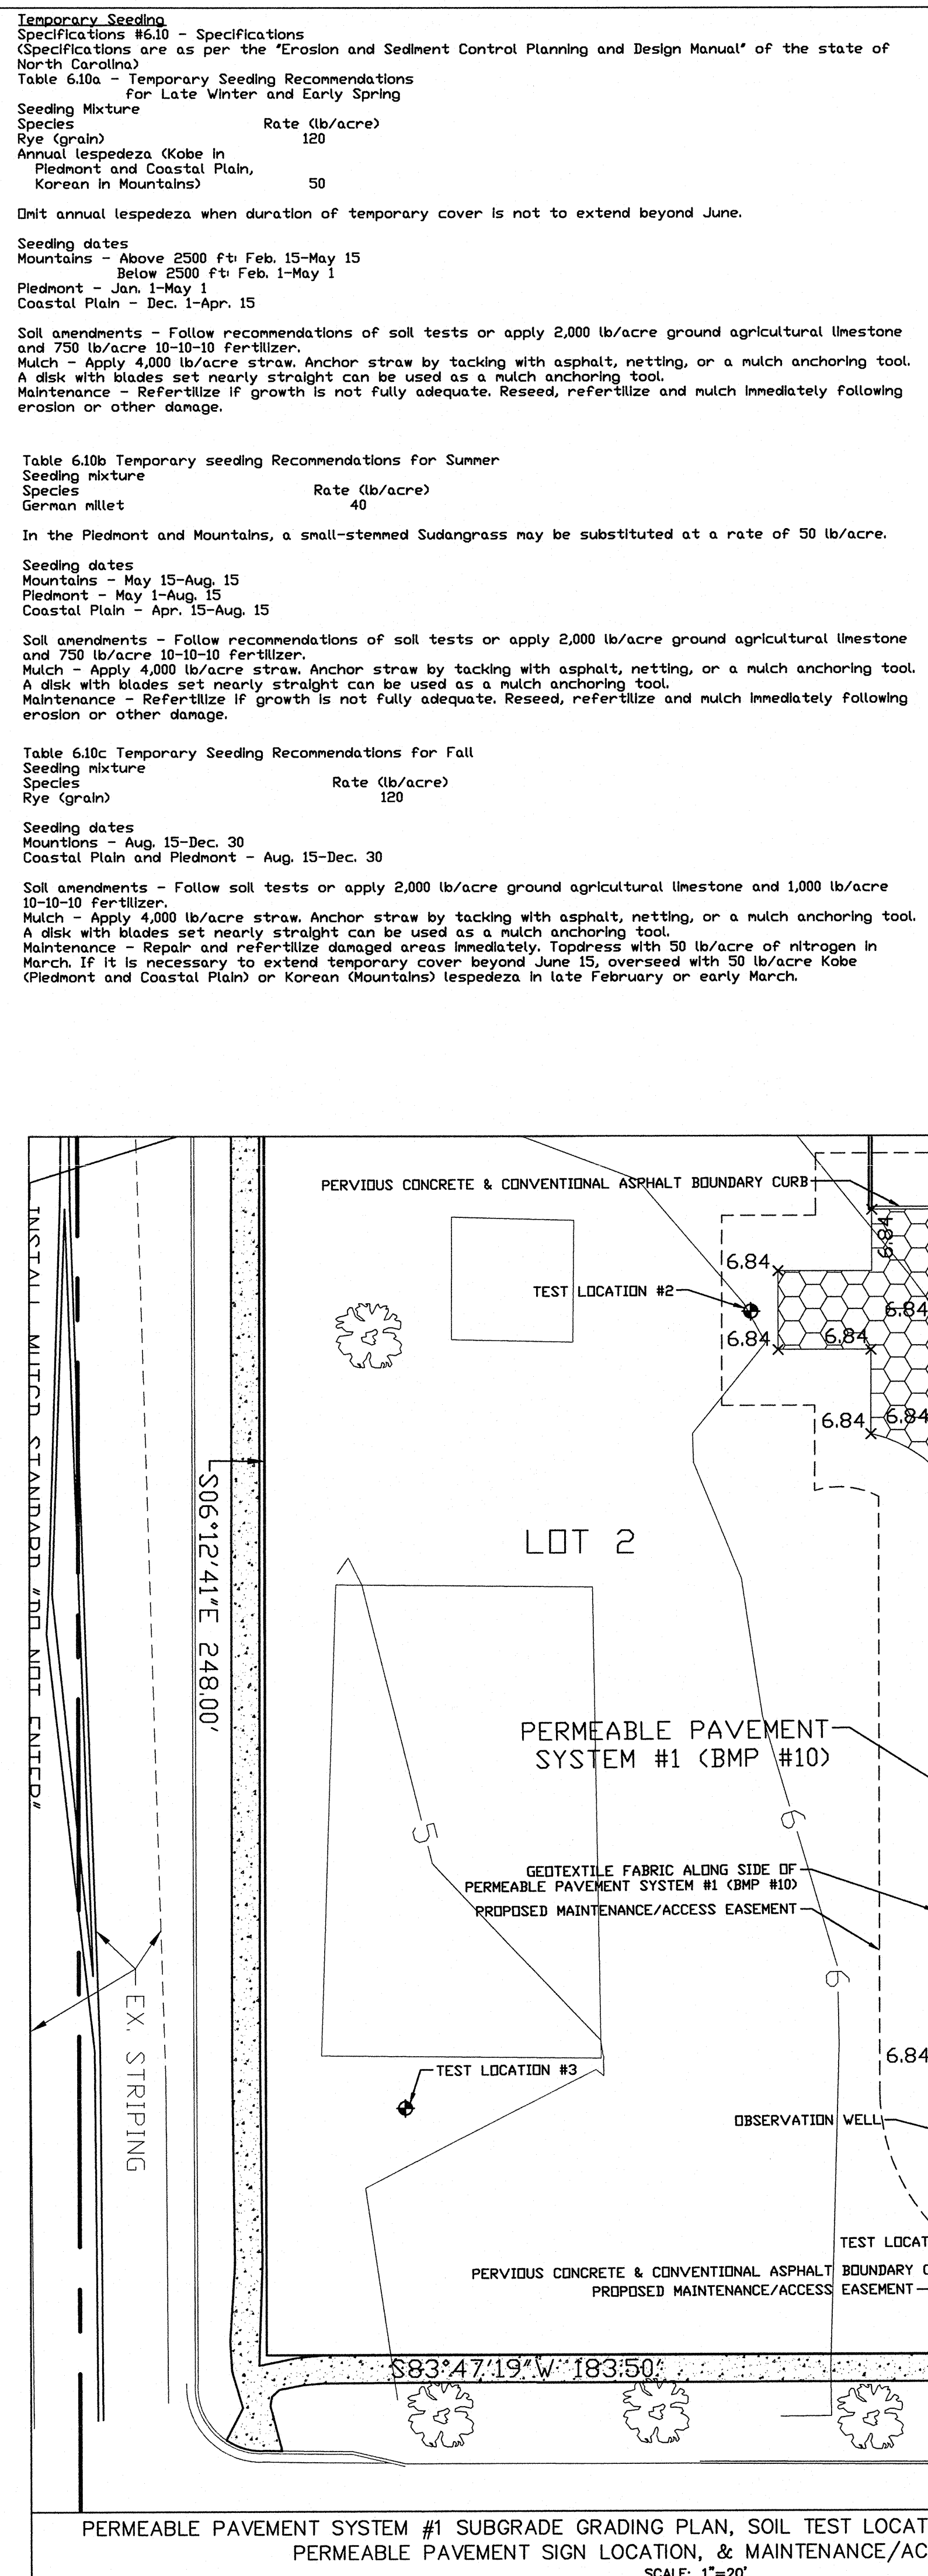 Temporary Seeding
Specifications #6.10 - Specifications
(Specifications are as per the "Erosion and Sediment Control Planning and Design Manual" of the state of
North Carolina)
Table 6.10a - Temporary Seeding Recommendations
for Late Winter and Early Spring
Seeding Mixture
Species Rate (lb/acre)
Rye (grain) 120
Annual lespedeza (Kobe in
Piedmont and Coastal Plain,
Korean in Mountains) 50
Omit annual lespedeza when duration of temporary cover is not to extend beyond June.
Seeding dates
Mountains - Above 2500 ft: Feb. 15-May 15
Below 2500 ft: Feb. 1-May 1
Piedmont - Jan. 1-May 1
Coastal Plain - Dec. 1-Apr. 15
Soil amendments - Follow recommendations of soil tests or apply 2,000 lb/acre ground agricultural limestone
and 750 lb/acre 10-10-10 fertilizer.
Mulch - Apply 4,000 lb/acre straw. Anchor straw by tacking with asphalt, netting, or a mulch anchoring tool.
A disk with blades set nearly straight can be used as a mulch anchoring tool.
Maintenance - Refertilize if growth is not fully adequate. Reseed, refertilize and mulch immediately following
erosion or other damage.
Table 6.10b Temporary seeding Recommendations for Summer
Seeding mixture
Species Rate (lb/acre)
German millet 40
In the Piedmont and Mountains, a small-stemmed Sudangrass may be substituted at a rate of 50 lb/acre.
Seeding dates
Mountains - May 15-Aug. 15
Piedmont - May 1-Aug. 15
Coastal Plain - Apr. 15-Aug. 15
Soil amendments - Follow recommendations of soil tests or apply 2,000 lb/acre ground agricultural limestone
and 750 lb/acre 10-10-10 fertilizer.
Mulch - Apply 4,000 lb/acre straw. Anchor straw by tacking with asphalt, netting, or a mulch anchoring tool.
A disk with blades set nearly straight can be used as a mulch anchoring tool.
Maintenance - Refertilize if growth is not fully adequate. Reseed, refertilize and mulch immediately following
erosion or other damage.
Table 6.10c Temporary Seeding Recommendations for Fall
Seeding mixture
Species Rate (lb/acre)
Rye (grain) 120
Seeding dates
Mountions - Aug. 15-Dec. 30
Coastal Plain and Piedmont - Aug. 15-Dec. 30
Soil amendments - Follow soil tests or apply 2,000 lb/acre ground agricultural limestone and 1,000 lb/acre
10-10-10 fertilizer.
Mulch - Apply 4,000 lb/acre straw. Anchor straw by tacking with asphalt, netting, or a mulch anchoring tool.
A disk with blades set nearly straight can be used as a mulch anchoring tool.
Maintenance - Repair and refertilize damaged areas immediately. Topdress with 50 lb/acre of nitrogen in
March. If it is necessary to extend temporary cover beyond June 15, overseed with 50 lb/acre Kobe
(Piedmont and Coastal Plain) or Korean (Mountains) lespedeza in late February or early March.
PERVIOUS CONCRETE & CONVENTIONAL ASPHALT BOUNDARY CURB
6.84
6.84
TEST LOCATION #2
6.84
6.84
6.84
6.84
6.84
INSTALL MUTCD STANDARD "DO NOT ENTER"
S06°12'41"E 248.00'
LOT 2
PERMEABLE PAVEMENT
SYSTEM #1 (BMP #10)
5
6
GEOTEXTILE FABRIC ALONG SIDE OF
PERMEABLE PAVEMENT SYSTEM #1 (BMP #10)
PROPOSED MAINTENANCE/ACCESS EASEMENT
6
EX. STRIPING
6.84
TEST LOCATION #3
OBSERVATION WELL
TEST LOCAT
PERVIOUS CONCRETE & CONVENTIONAL ASPHALT BOUNDARY C
PROPOSED MAINTENANCE/ACCESS EASEMENT
S83°47'19"W 183.50'
PERMEABLE PAVEMENT SYSTEM #1 SUBGRADE GRADING PLAN, SOIL TEST LOCAT
PERMEABLE PAVEMENT SIGN LOCATION, & MAINTENANCE/AC
SCALE: 1"=20'